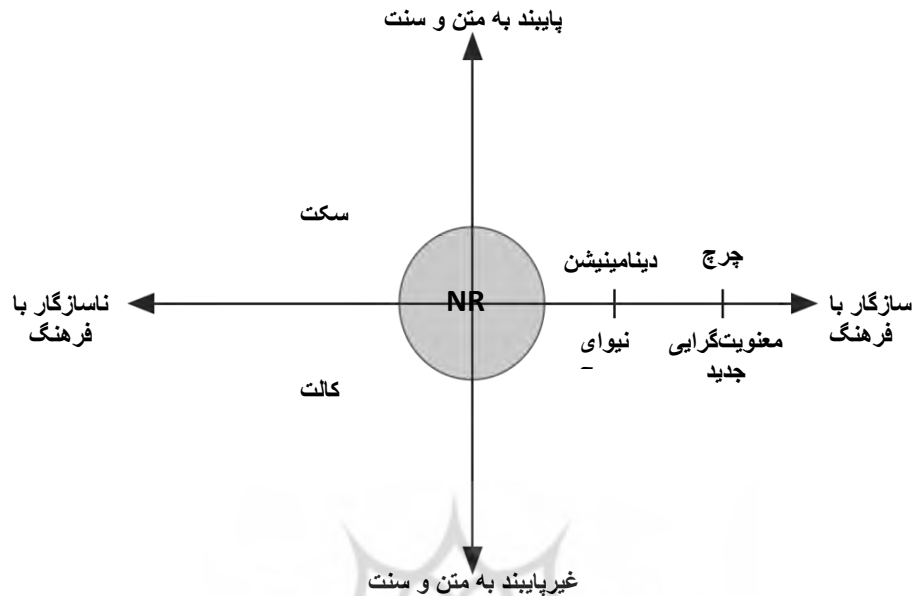 پایبند به متن و سنت
سکت
دینامینیشن
چرچ
ناسازگار با
فرهنگ
NR
سازگار با
فرهنگ
نیوای
معنویت‌گرایی
جدید
کالت
غیرپایبند به متن و سنت